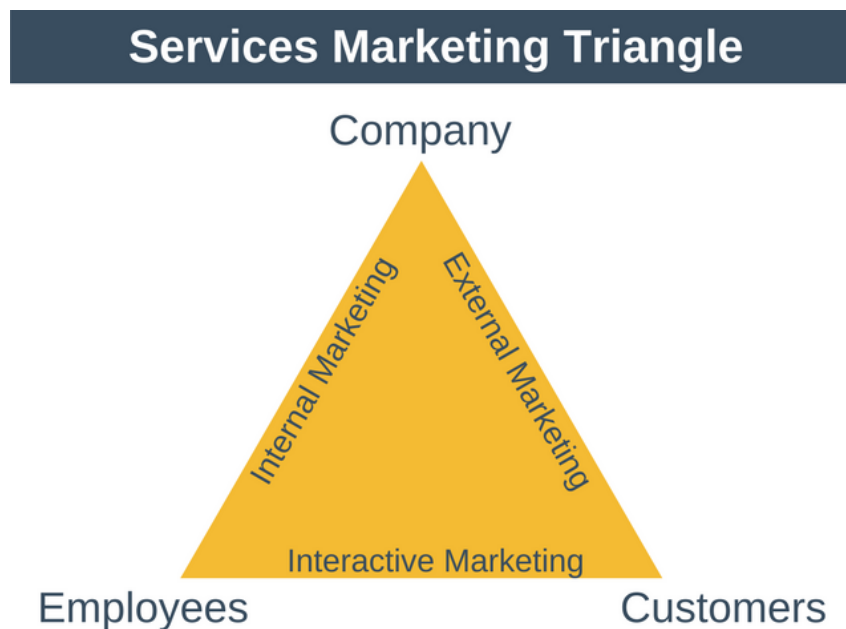 Services Marketing Triangle
Company
Internal Marketing
External Marketing
Interactive Marketing
Employees
Customers